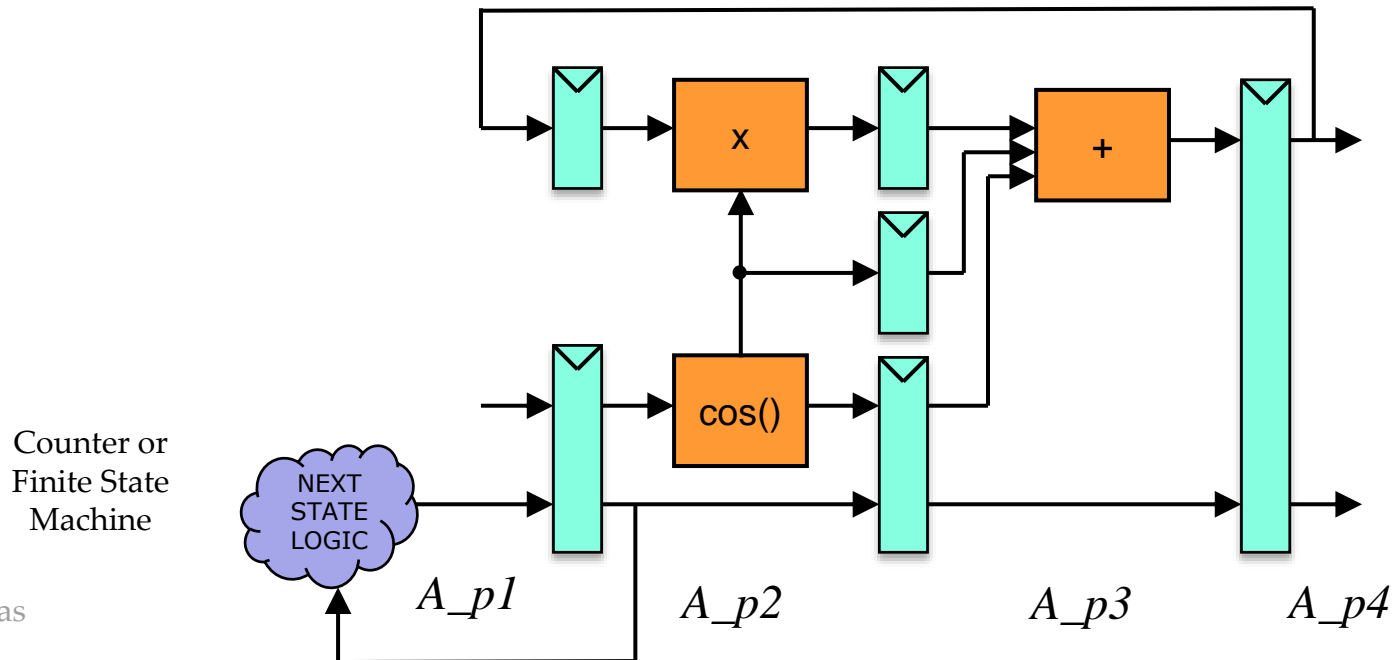 x
+
cos()
Counter or
Finite State
Machine
NEXT
STATE
LOGIC
A_p1
A_p2
A_p3
A_p4
as